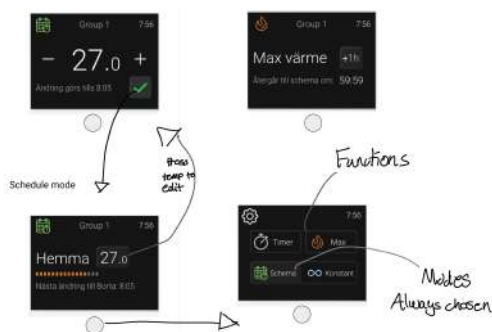 Group 1 7:56
− 27.0 +
Ändring görs tills 8:05
Group 1 7:56
Max värme +1h
Återgår till schema om: 59:59
Press
temp to
edit
Schedule mode
Functions
Group 1 7:56
Hemma 27.0
Nästa ändring till Borta: 8:05
7:56
Timer Max
Schema Konstant
Modes
Always chosen